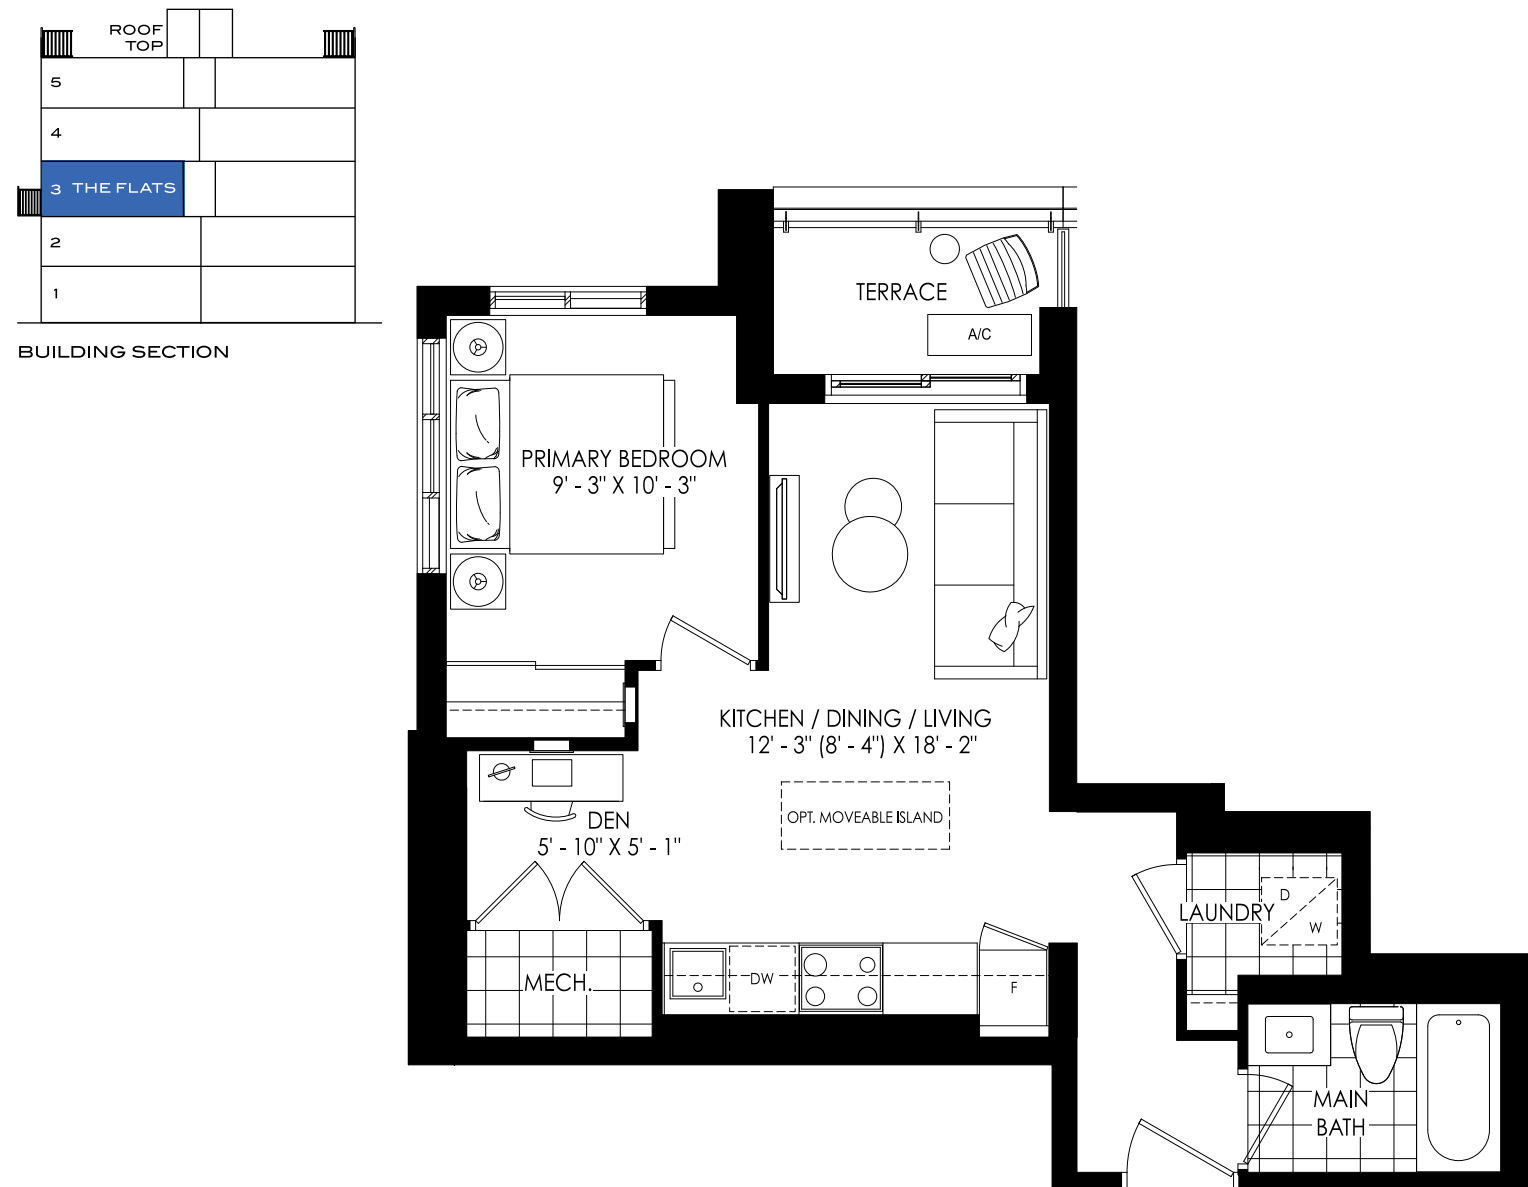 ROOF
TOP
5
4
3 THE FLATS
2
1
BUILDING SECTION
TERRACE
A/C
PRIMARY BEDROOM
9' - 3" X 10' - 3"
KITCHEN / DINING / LIVING
12' - 3" (8' - 4") X 18' - 2"
OPT. MOVEABLE ISLAND
DEN
5' - 10" X 5' - 1"
D
LAUNDRY
W
MECH.
DW
F
MAIN
BATH